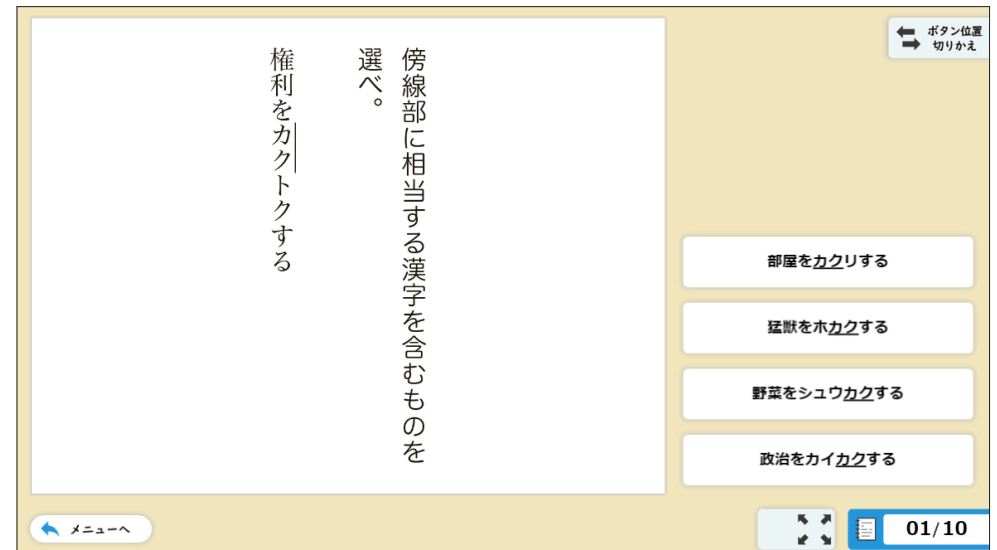 傍線部に相当する漢字を含むものを
選べ。
権利をカクトクする
ボタン位置
切りかえ
部屋をカクリする
猛獣をホカクする
野菜をシュウカクする
政治をカイカクする
メニューへ
01/10